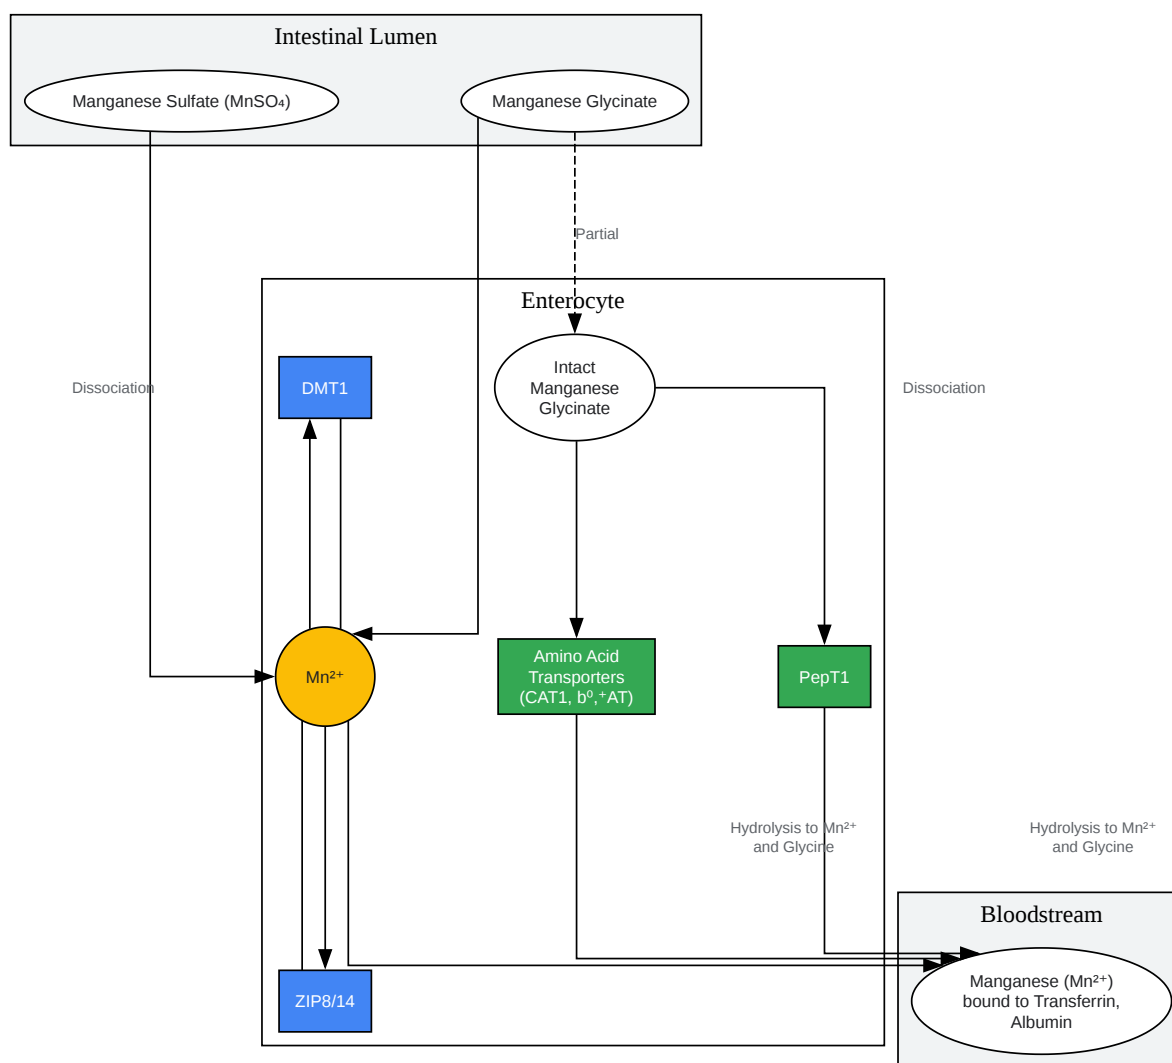 Intestinal Lumen
Manganese Sulfate (MnSO₄)
Manganese Glycinate
Partial
Enterocyte
Intact
Manganese
Glycinate
DMT1
Dissociation
Dissociation
Mn²⁺
Amino Acid
Transporters
(CAT1, b⁰,⁺AT)
PepT1
Hydrolysis to Mn²⁺
and Glycine
Hydrolysis to Mn²⁺
and Glycine
Bloodstream
ZIP8/14
Manganese (Mn²⁺)
bound to Transferrin,
Albumin